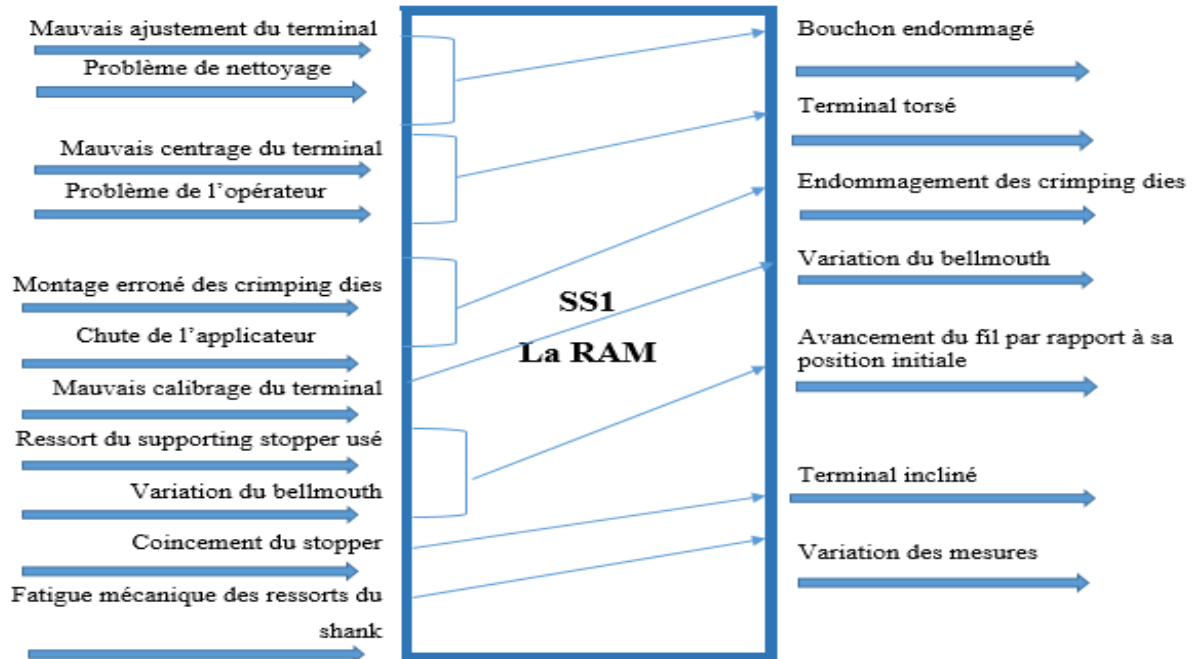 Mauvais ajustement du terminal
Problème de nettoyage
Mauvais centrage du terminal
Problème de l'opérateur
Montage erroné des crimping dies
Chute de l'applicateur
Mauvais calibrage du terminal
Ressort du supporting stopper usé
Variation du bellmouth
Coincement du stopper
Fatigue mécanique des ressorts du
shank
SS1
La RAM
Bouchon endommagé
Terminal torsé
Endommagement des crimping dies
Variation du bellmouth
Avancement du fil par rapport à sa
position initiale
Terminal incliné
Variation des mesures